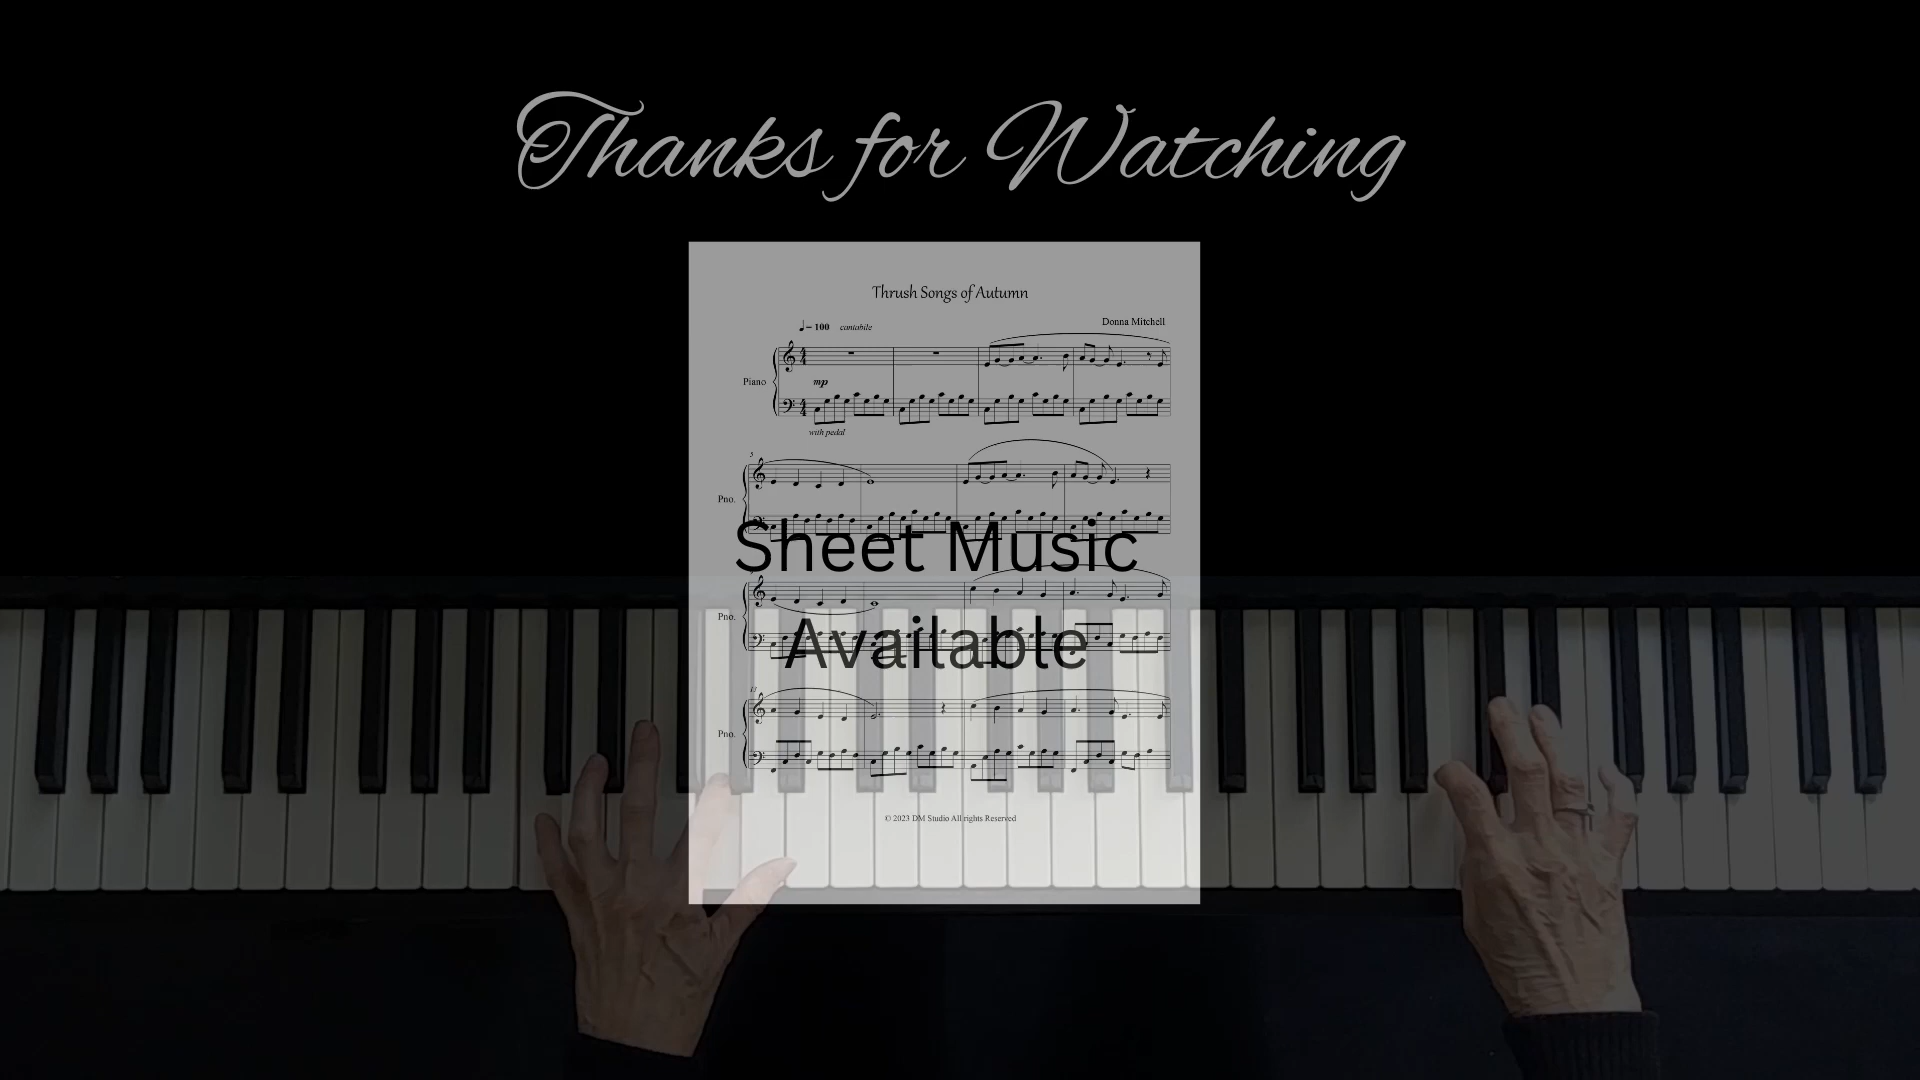 Thanks for Watching
Thrush Songs of Autumn
Donna Mitchell
♩= 100 cantabile
Piano
mp
with pedal
5
Pno.
Sheet Music
Pno.
Available
Pno.
© 2023 DM Studio All rights Reserved